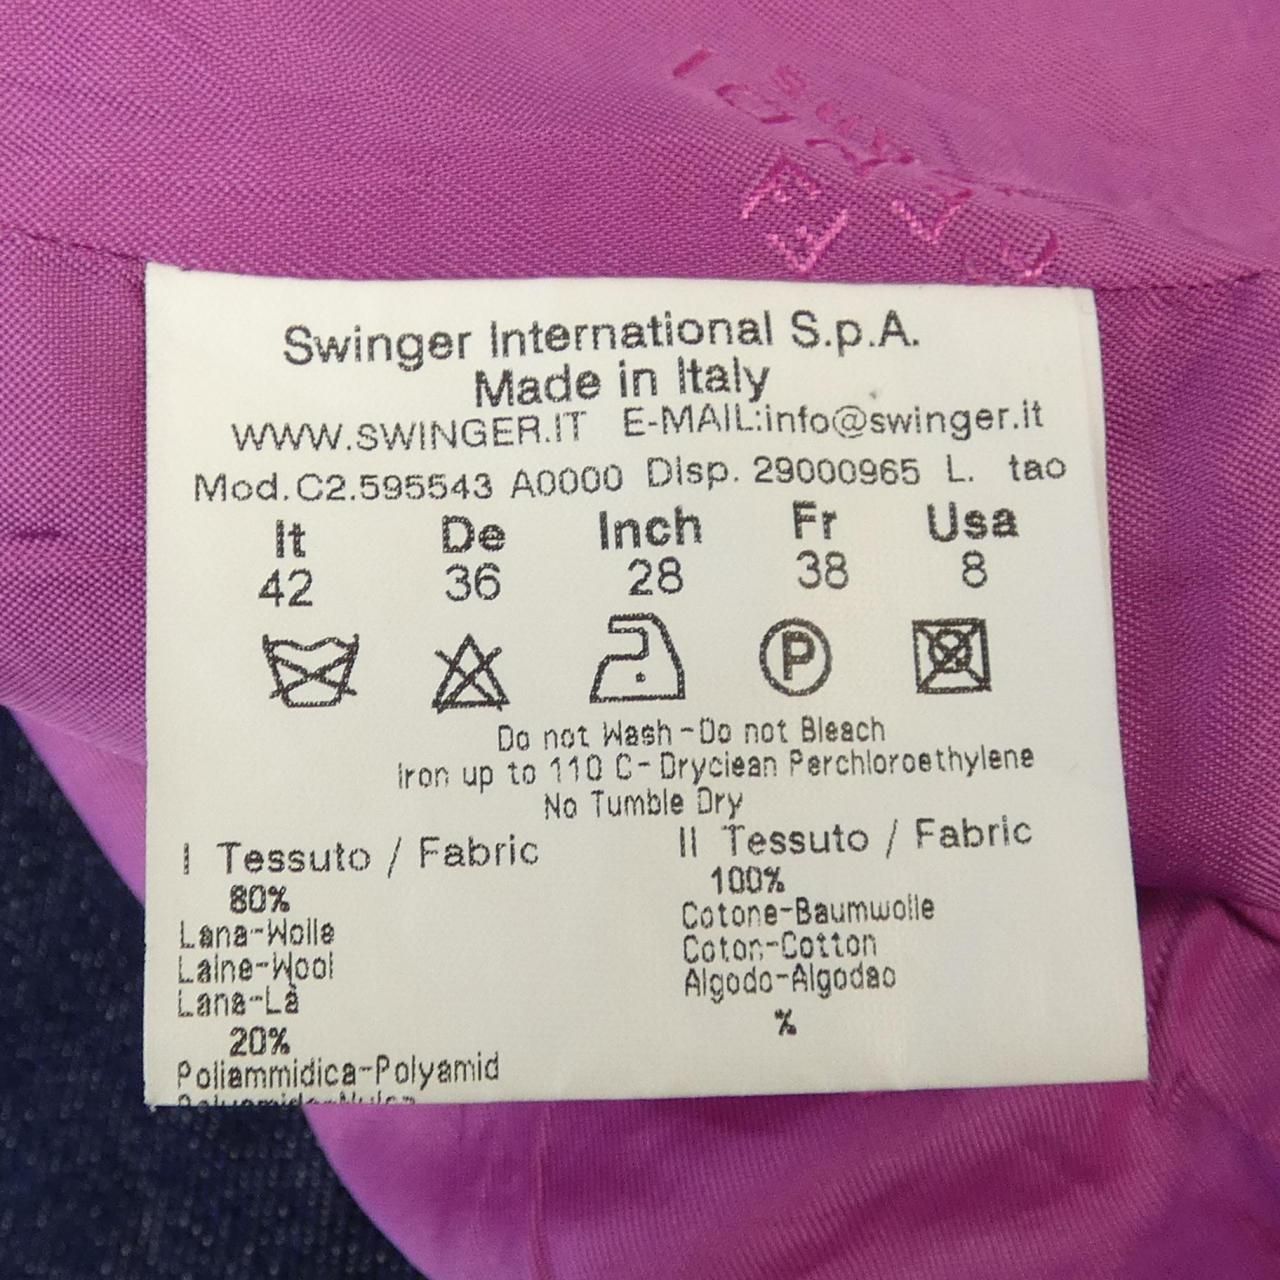 Swinger International S.p.A.
Made in Italy
WWW.SWINGER.IT E-MAIL:info@swinger.it
Mod.C2.595543 A0000 Disp. 29000965 L. tao
It De Inch Fr Usa
42 36 28 38 8
P
Do not Wash-Do not Bleach
iron up to 110 C-Dryclean Perchloroethylene
No Tumble Dry
I Tessuto / Fabric
80%
Lana-Wolle
Laine-Wool
Lana-Là
20%
Poliammidica-Polyamid
II Tessuto / Fabric
100%
Cotone-Baumwolle
Coton-Cotton
Algodo-Algodao
%